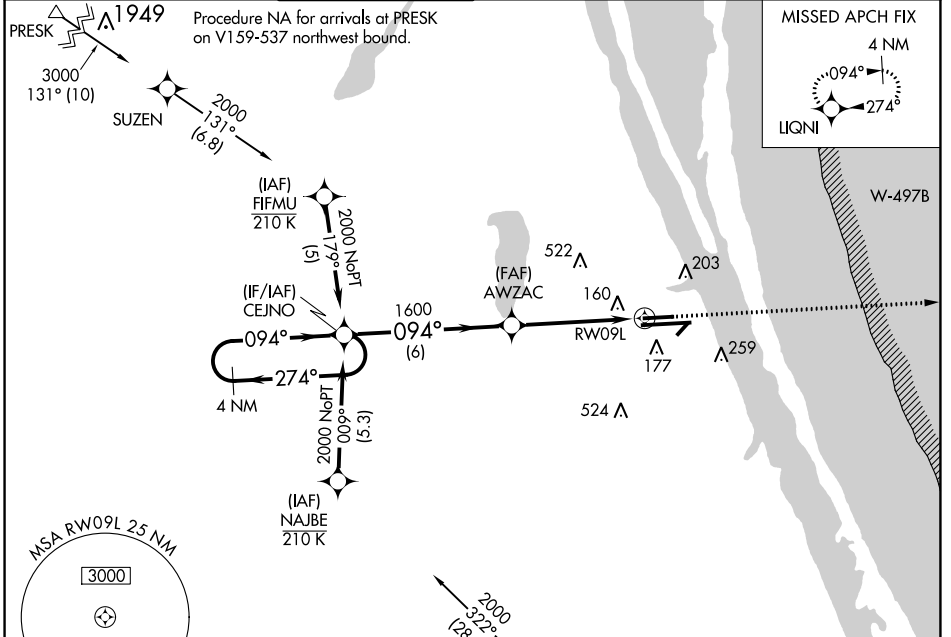 PRESK
1949
Procedure NA for arrivals at PRESK
on V159-537 northwest bound.
3000
131° (10)
SUZEN
2000
131°
(6.8)
MISSED APCH FIX
4 NM
094°
274°
LIQNI
W-497B
(IAF)
FIFMU
210 K
2000 NoPT
179°
(5)
(IF/IAF)
CEJNO
094°
274°
4 NM
1600
094°
(6)
(FAF)
AWZAC
522
203
160
RW09L
177
259
524
2000 NoPT
009°
(5.3)
(IAF)
NAJBE
210 K
MSA RW09L 25 NM
3000
2000
322°
(28